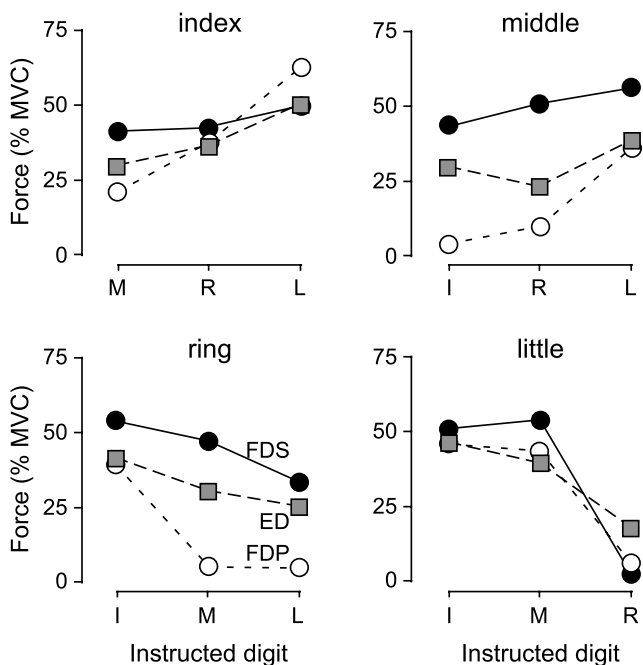 index
middle
Force (% MVC)
75
50
25
0
M R L
75
50
25
0
I R L
ring
little
Force (% MVC)
75
50
25
0
FDS
ED
FDP
I M L
Instructed digit
75
50
25
0
I M R
Instructed digit